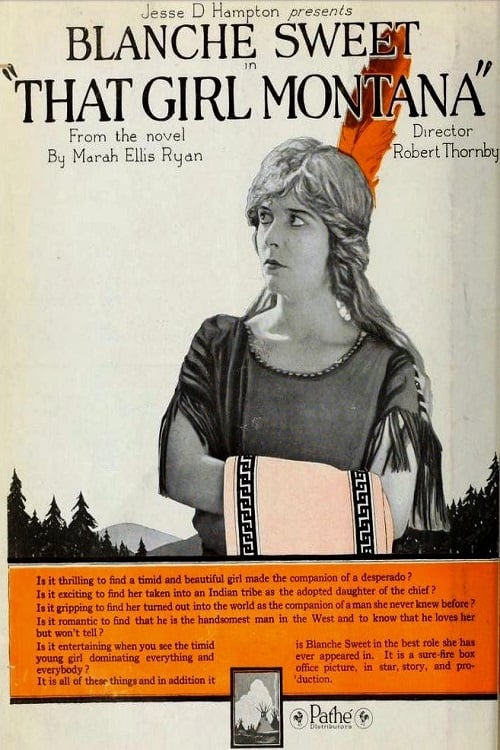 Jesse D Hampton presents
BLANCHE SWEET
in
"THAT GIRL MONTANA"
From the novel
By Marah Ellis Ryan
Director
Robert Thornby
Is it thrilling to find a timid and beautiful girl made the companion of a desperado?
Is it exciting to find her taken into an Indian tribe as the adopted daughter of the chief?
Is it gripping to find her turned out into the world as the companion of a man she never knew before?
Is it romantic to find that he is the handsomest man in the West and to know that he loves her
but won't tell?
Is it entertaining when you see the timid
young girl dominating everything and
everybody?
It is all of these things and in addition it
is Blanche Sweet in the best role she has
ever appeared in. It is a sure-fire box
office picture, in star, story, and pro-
duction.
Pathé
Distributors